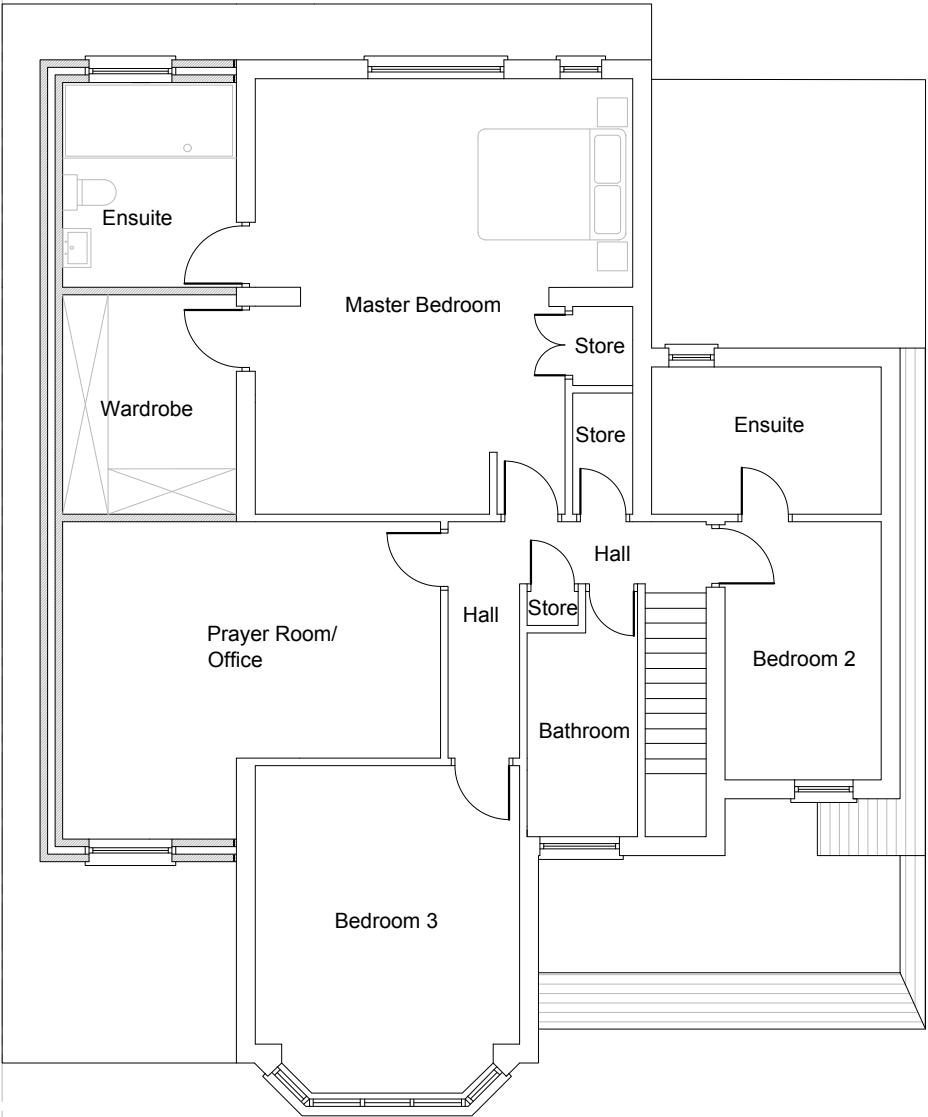 Ensuite
Master Bedroom
Store
Wardrobe
Store
Ensuite
Hall
Hall
Store
Prayer Room/
Office
Bedroom 2
Bathroom
Bedroom 3